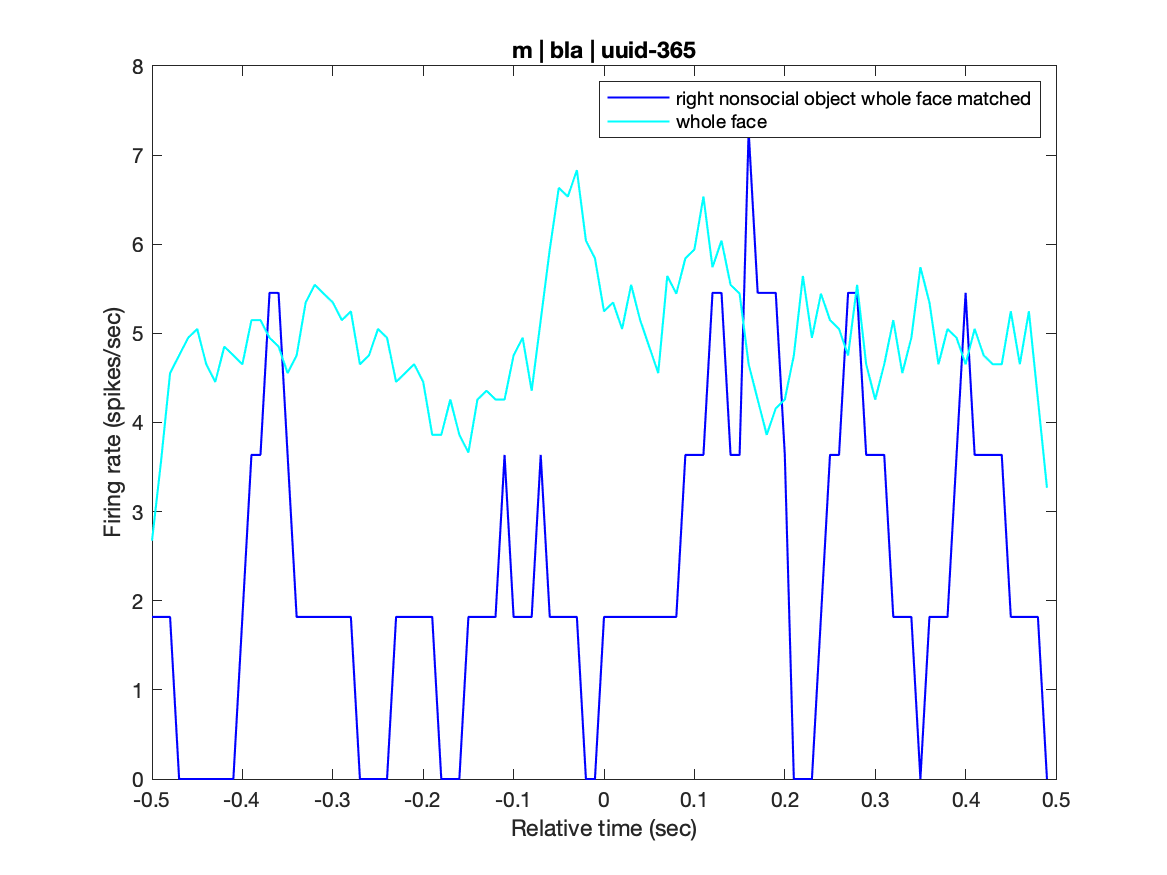 m | bla | uuid-365
right nonsocial object whole face matched
whole face
8
7
6
5
4
3
2
1
0
Firing rate (spikes/sec)
-0.5 -0.4 -0.3 -0.2 -0.1 0 0.1 0.2 0.3 0.4 0.5
Relative time (sec)